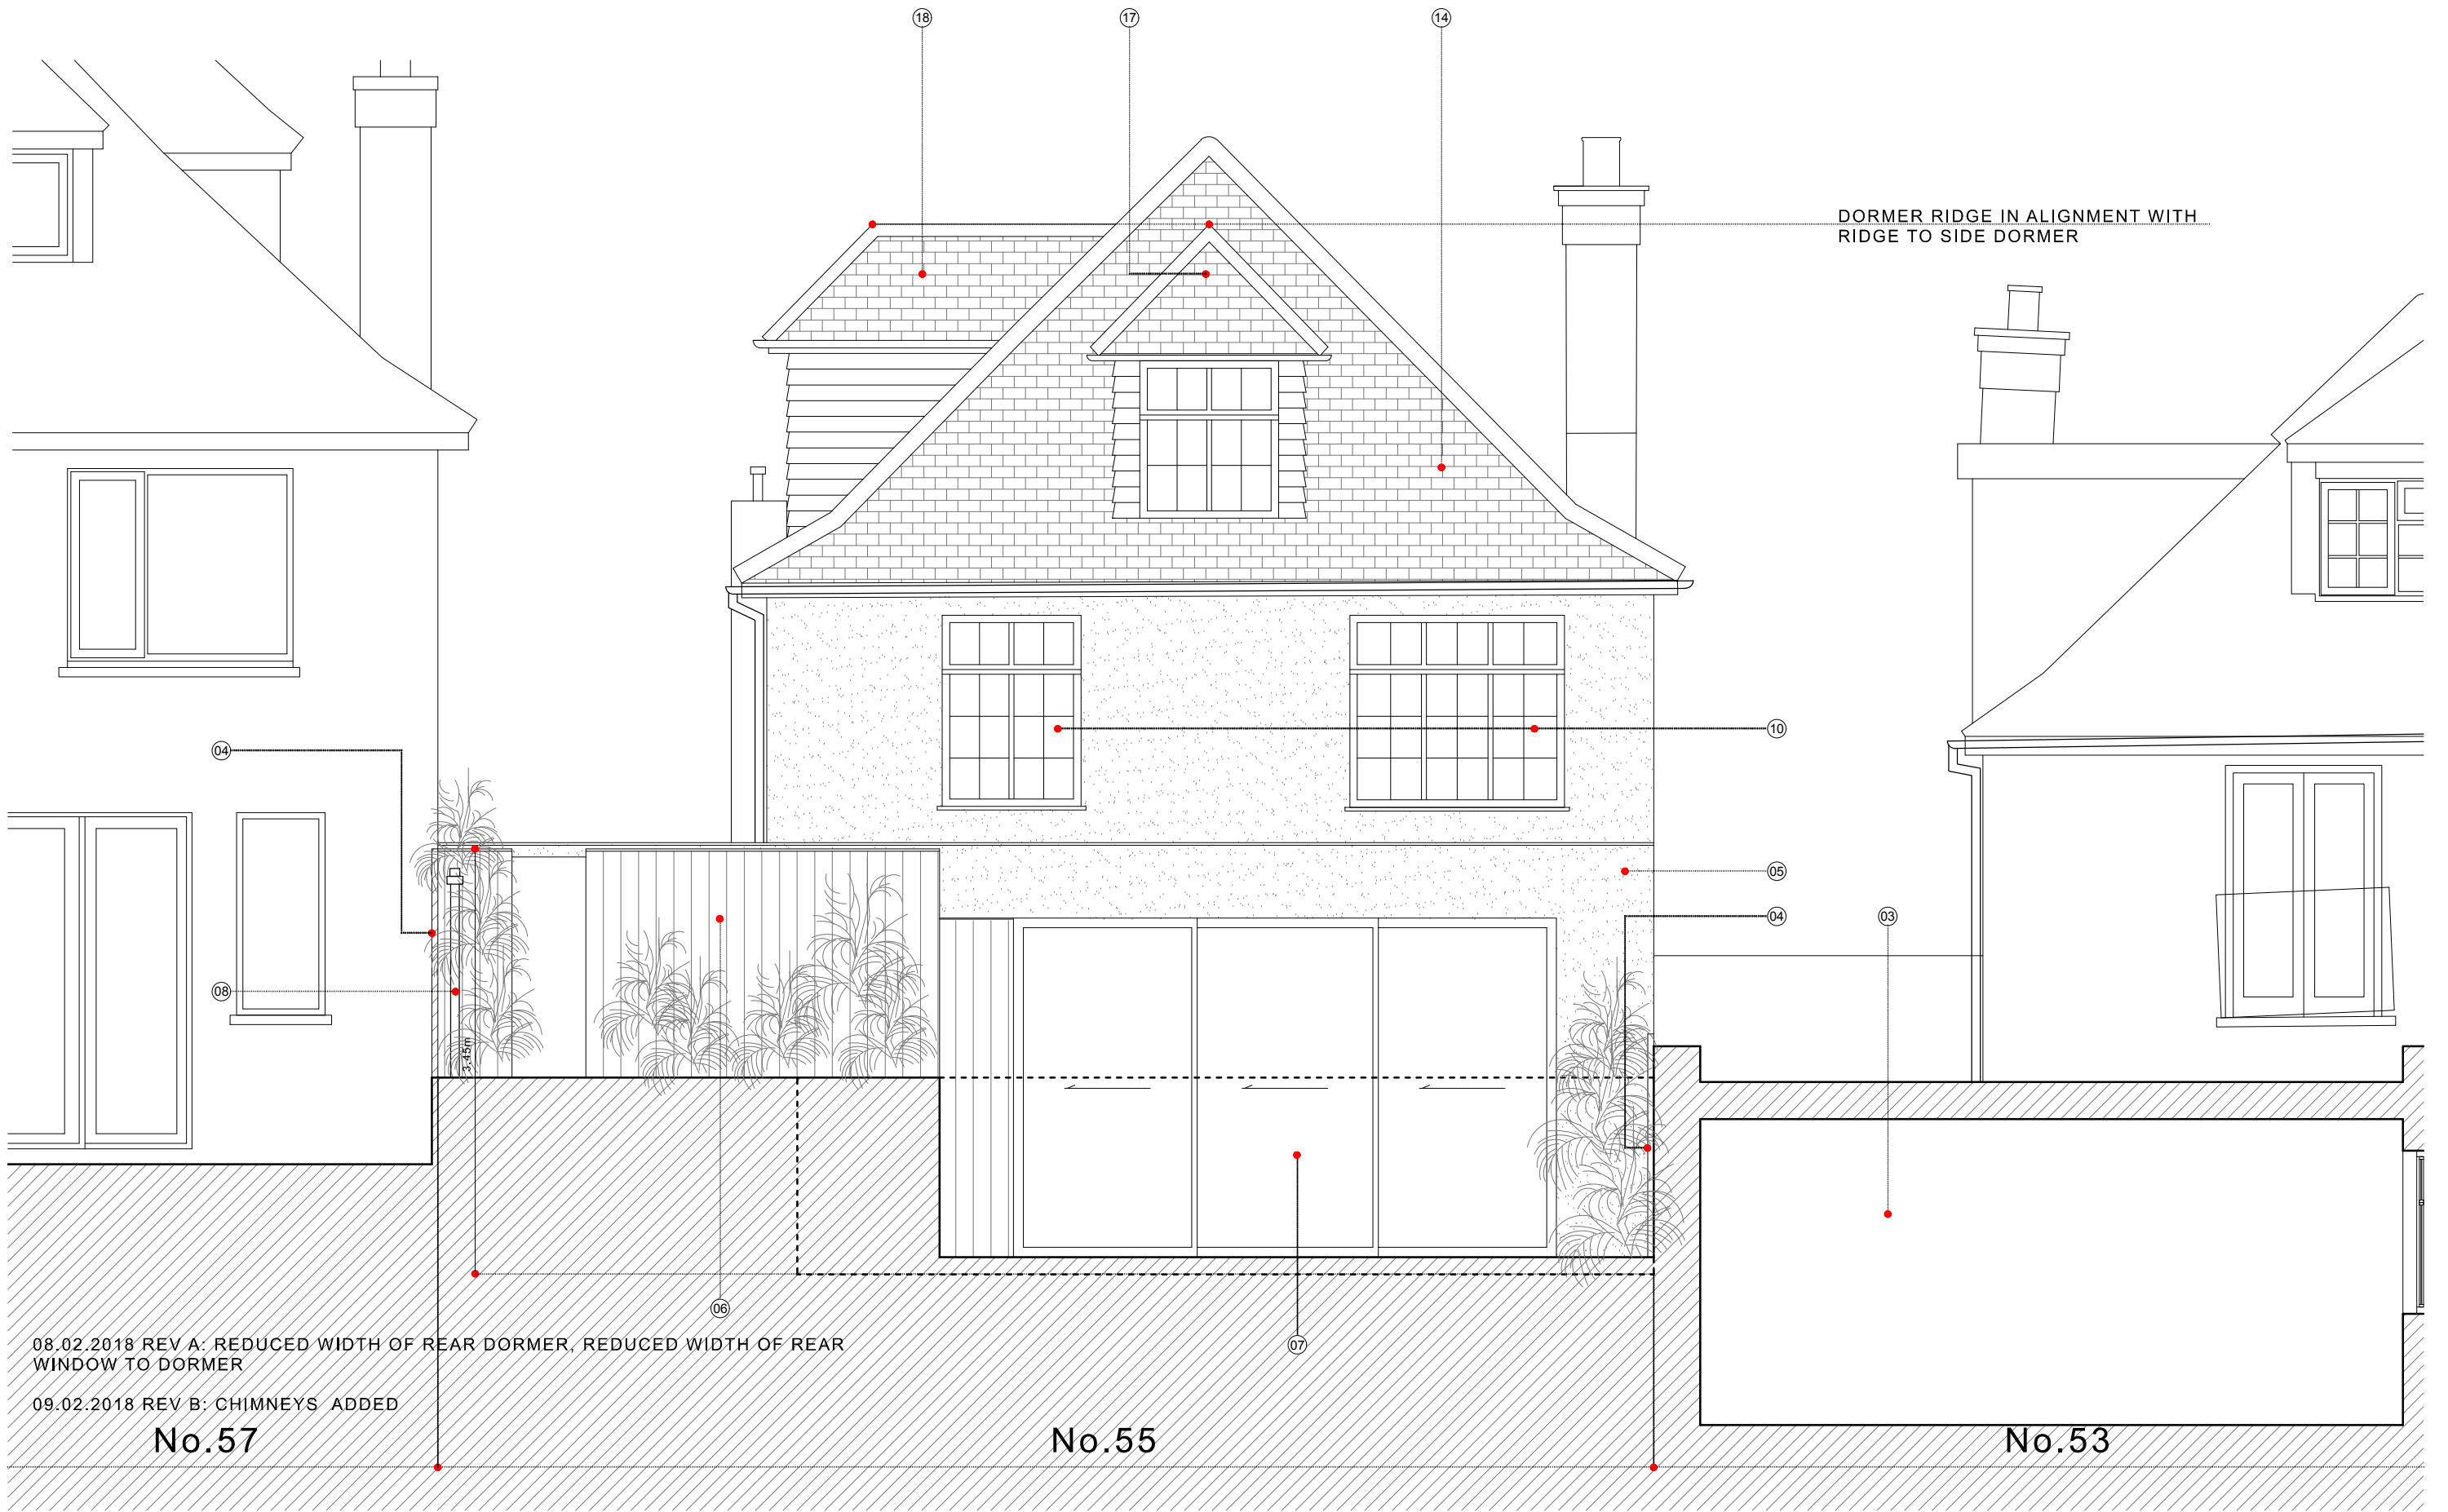 18
17
14
DORMER RIDGE IN ALIGNMENT WITH
RIDGE TO SIDE DORMER
10
04
05
04
03
08
3.45m
06
07
08.02.2018 REV A: REDUCED WIDTH OF REAR DORMER, REDUCED WIDTH OF REAR
WINDOW TO DORMER
09.02.2018 REV B: CHIMNEYS ADDED
No.57
No.55
No.53